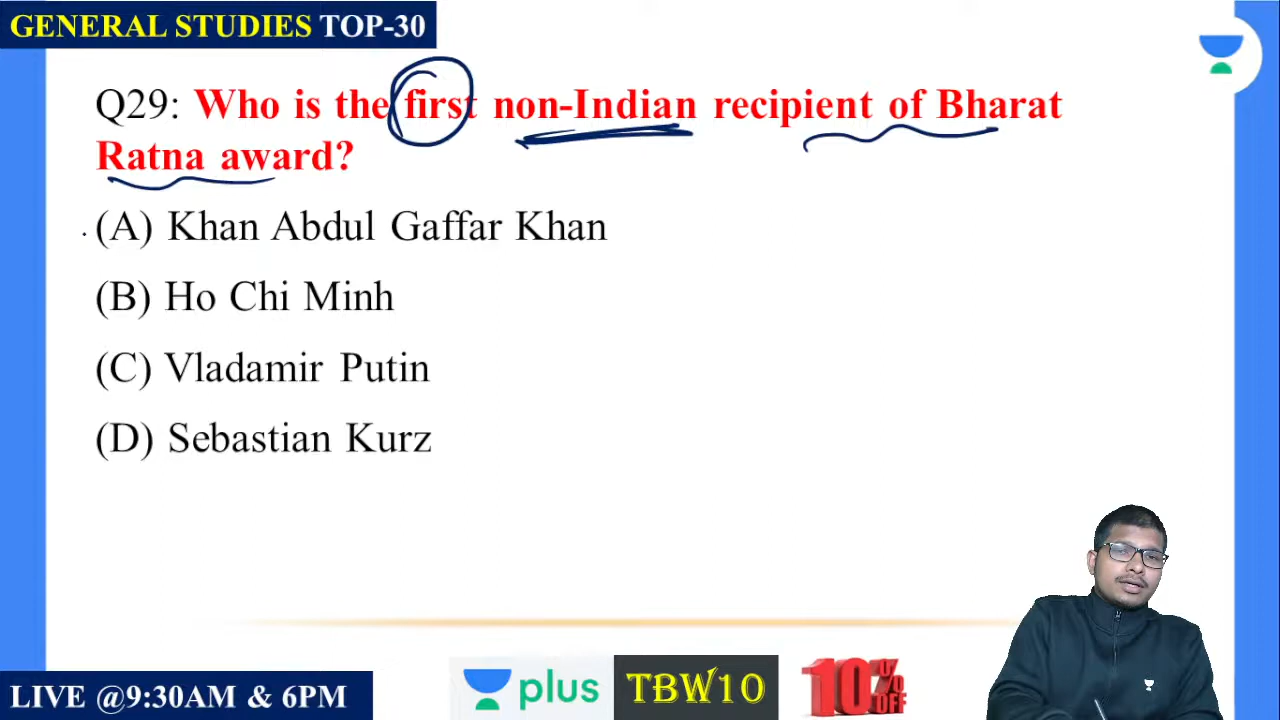 GENERAL STUDIES TOP-30
Q29: Who is the first non-Indian recipient of Bharat
Ratna award?
(A) Khan Abdul Gaffar Khan
(B) Ho Chi Minh
(C) Vladamir Putin
(D) Sebastian Kurz
LIVE @9:30AM & 6PM
plus
TBW10
10% OFF